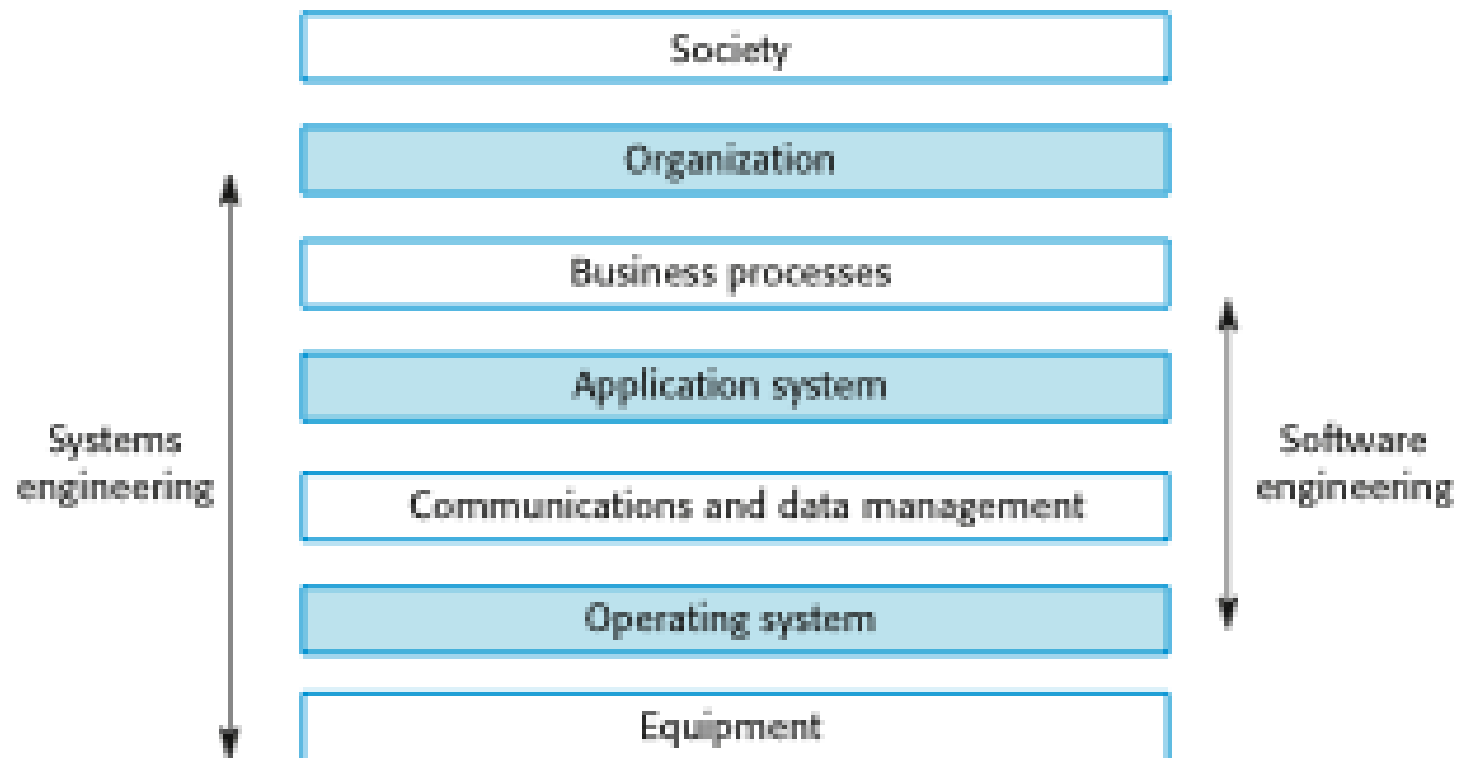 Society
Organization
Business processes
Application system
Systems
engineering
Software
engineering
Communications and data management
Operating system
Equipment